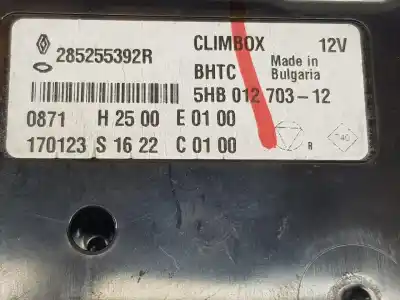 285255392R CLIMBOX 12V
BHTC Made in
Bulgaria
5HB 012 703-12
0871 H 25 00 E 01 00
170123 S 16 22 C 01 00
R
T40